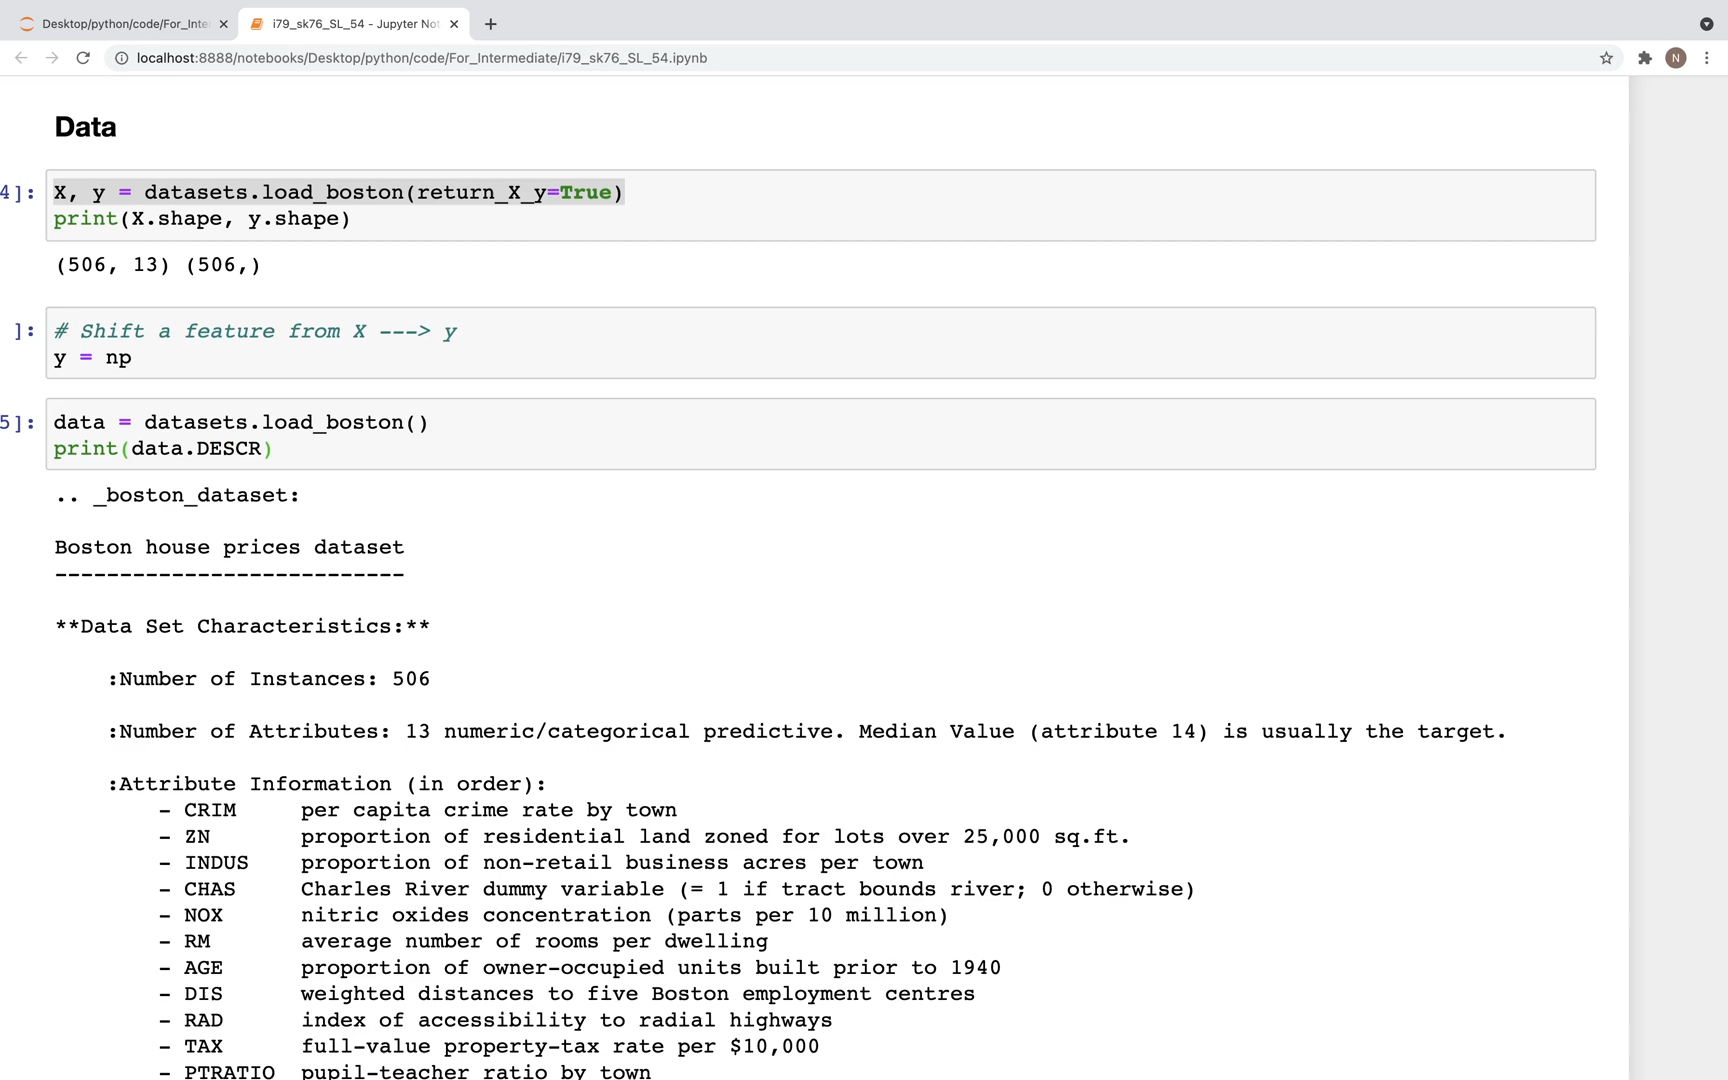 Desktop/python/code/For_Inte
i79_sk76_SL_54 - Jupyter Not
localhost:8888/notebooks/Desktop/python/code/For_Intermediate/i79_sk76_SL_54.ipynb
N
Data
4]:
X, y = datasets.load_boston(return_X_y=True)
print(X.shape, y.shape)
(506, 13) (506,)
]:
# Shift a feature from X ---> y
y = np
5]:
data = datasets.load_boston()
print(data.DESCR)
.. _boston_dataset:
Boston house prices dataset
---------------------------
**Data Set Characteristics:**
:Number of Instances: 506
:Number of Attributes: 13 numeric/categorical predictive. Median Value (attribute 14) is usually the target.
:Attribute Information (in order):
- CRIM per capita crime rate by town
- ZN proportion of residential land zoned for lots over 25,000 sq.ft.
- INDUS proportion of non-retail business acres per town
- CHAS Charles River dummy variable (= 1 if tract bounds river; 0 otherwise)
- NOX nitric oxides concentration (parts per 10 million)
- RM average number of rooms per dwelling
- AGE proportion of owner-occupied units built prior to 1940
- DIS weighted distances to five Boston employment centres
- RAD index of accessibility to radial highways
- TAX full-value property-tax rate per $10,000
- PTRATIO pupil-teacher ratio by town